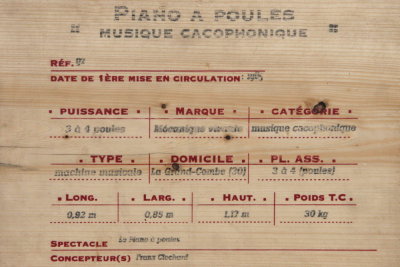 PIANO A POULES
MUSIQUE CACOPHONIQUE
RÉF.
DATE DE 1ÈRE MISE EN CIRCULATION :
PUISSANCE MARQUE CATÉGORIE
3 à 4 poules Mécanique vivante musique cacophonique
TYPE DOMICILE PL. ASS.
machine musicale La Grand-Combe (30) 3 à 4 (poules)
LONG. LARG. HAUT. POIDS T.C
0,92 m 0,85 m 1,17 m 30 kg
SPECTACLE Le Piano à poules
CONCEPTEUR(S) Franz Clochard